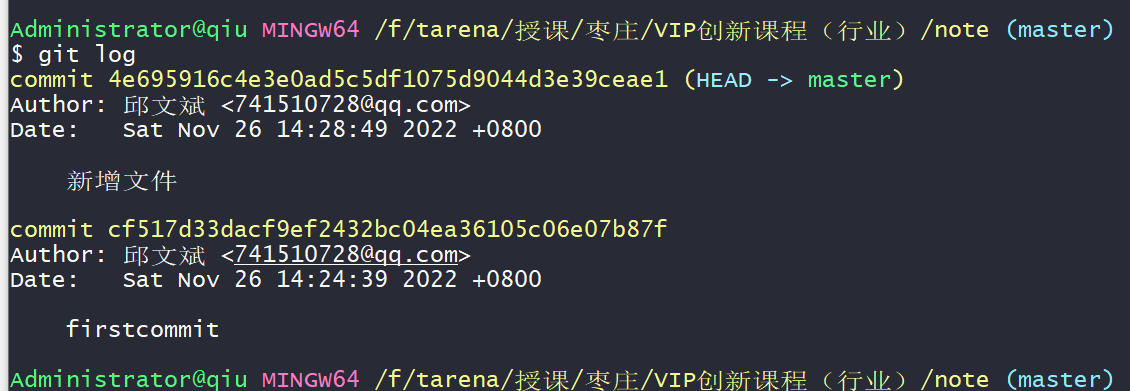 Administrator@qiu MINGW64 /f/tarena/授课/枣庄/VIP创新课程（行业）/note (master)
$ git log
commit 4e695916c4e3e0ad5c5df1075d9044d3e39ceae1 (HEAD -> master)
Author: 邱文斌 <741510728@qq.com>
Date:   Sat Nov 26 14:28:49 2022 +0800
新增文件
commit cf517d33dacf9ef2432bc04ea36105c06e07b87f
Author: 邱文斌 <741510728@qq.com>
Date:   Sat Nov 26 14:24:39 2022 +0800
firstcommit
Administrator@qiu MINGW64 /f/tarena/授课/枣庄/VIP创新课程（行业）/note (master)